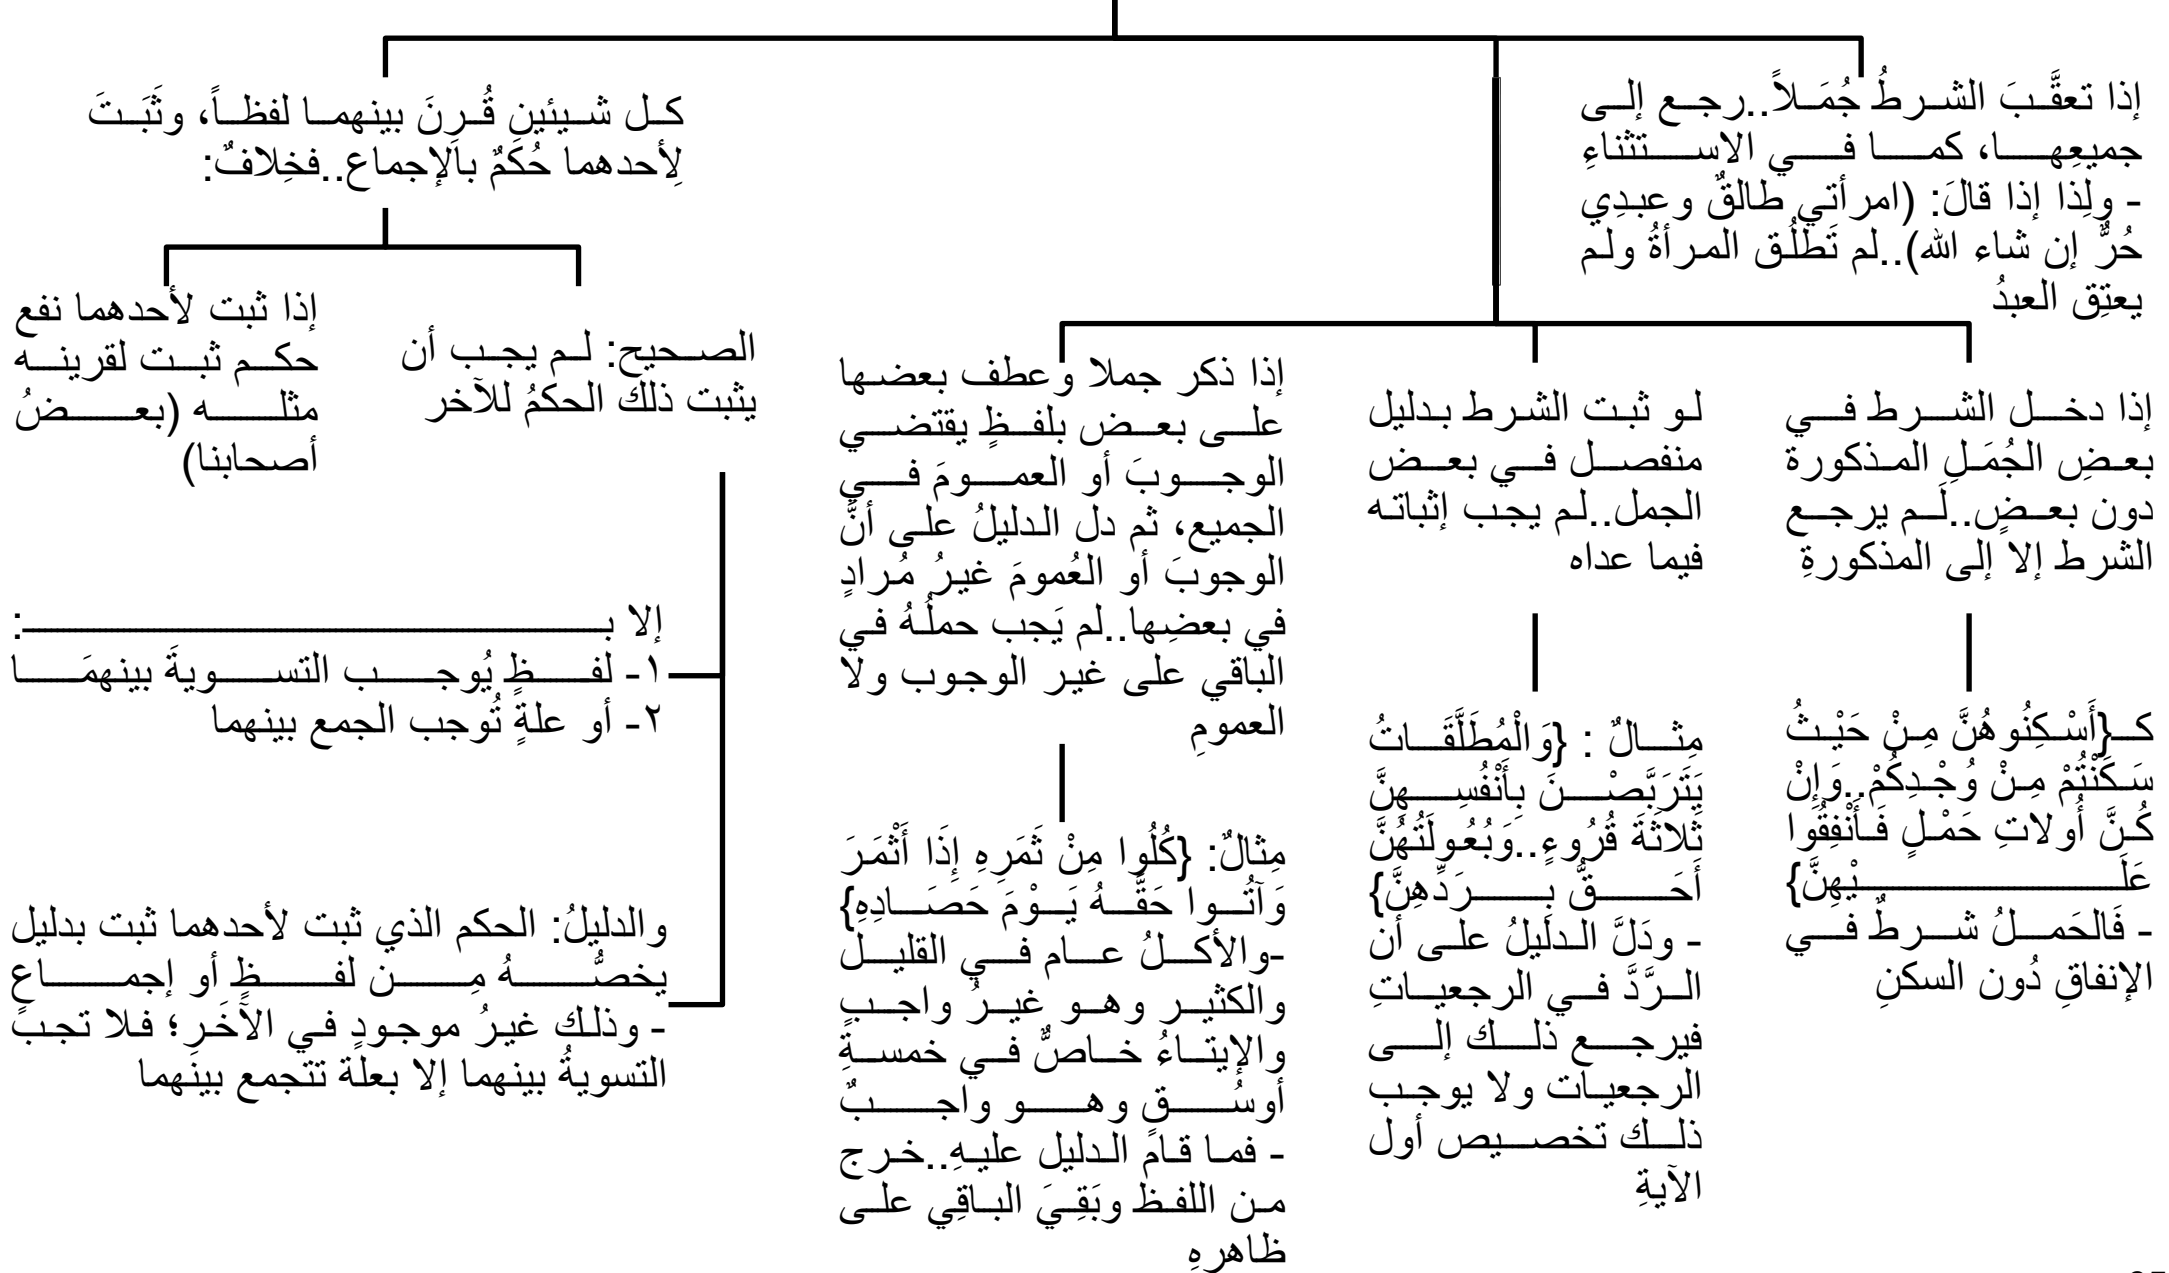 إذا تعقَّبَ الشرطُ جُمَلاً..رجع إلى
جميعِها، كما في الاستثناءِ
- ولِذا إذا قالَ: (امرأتي طالقٌ وعبدِي
حُرٌّ إن شاء الله)..لم تَطلُق المرأةُ ولم
يعتِق العبدُ
إذا دخل الشرط في
بعضِ الجُمَلِ المذكورة
دون بعضٍ..لَم يرجع
الشرط إلا إلى المذكورةِ
كـ{أَسْكِنُوهُنَّ مِنْ حَيْثُ
سَكَنْتُمْ مِنْ وُجْدِكُمْ..وَإِنْ
كُنَّ أُولاتِ حَمْلٍ فَأَنْفِقُوا
عَلَيْهِنَّ}
- فَالحَملُ شرطٌ في
الإنفاقِ دُون السكنِ
لو ثبت الشرط بدليل
منفصل في بعض
الجمل..لم يجب إثباته
فيما عداه
مِثالٌ : {وَالْمُطَلَّقَاتُ
يَتَرَبَّصْنَ بِأَنْفُسِهِنَّ
ثَلاثَةَ قُرُوءٍ..وَبُعُولَتُهُنَّ
أَحَقُّ بِرَدِّهِنَّ}
- ودَلَّ الدليلُ على أن
الرَّدَّ في الرجعياتِ
فيرجع ذلك إلى
الرجعيات ولا يوجب
ذلك تخصيص أول
الآيةِ
إذا ذكر جملا وعطف بعضها
على بعض بلفظٍ يقتضي
الوجوبَ أو العمومَ في
الجميع، ثم دل الدليلُ على أنَّ
الوجوبَ أو العُمومَ غيرُ مُرادٍ
في بعضِها..لم يَجب حملُهُ في
الباقي على غير الوجوب ولا
العمومِ
مِثالٌ: {كُلُوا مِنْ ثَمَرِهِ إِذَا أَثْمَرَ
وَآتُوا حَقَّهُ يَوْمَ حَصَادِهِ}
-والأكلُ عام في القليل
والكثير وهو غيرُ واجبٍ
والإيتاءُ خاصٌّ في خمسةِ
أوسُقٍ وهو واجبٌ
- فما قام الدليل عليهِ..خرج
من اللفظ وبَقِيَ الباقِي على
ظاهرِهِ
كل شيئينِ قُرِنَ بينهما لفظاً، وثَبَتَ
لِأحدهما حُكمٌ بالإجماع..فخِلافٌ:
الصحيح: لم يجب أن
يثبت ذلك الحكمُ للآخر
إلا بـ:
١- لفظٍ يُوجب التسويةَ بينهمَا
٢- أو علةٍ تُوجب الجمع بينهما
والدليلُ: الحكم الذي ثبت لأحدهما ثبت بدليل
يخصُّهُ مِن لفظٍ أو إجماعٍ
- وذلك غيرُ موجودٍ في الآخَرِ؛ فلا تجب
التسويةُ بينهما إلا بعلة تتجمع بينَهما
إذا ثبت لأحدهما نفع
حكم ثبت لقرينه
مثله (بعضُ
أصحابنا)